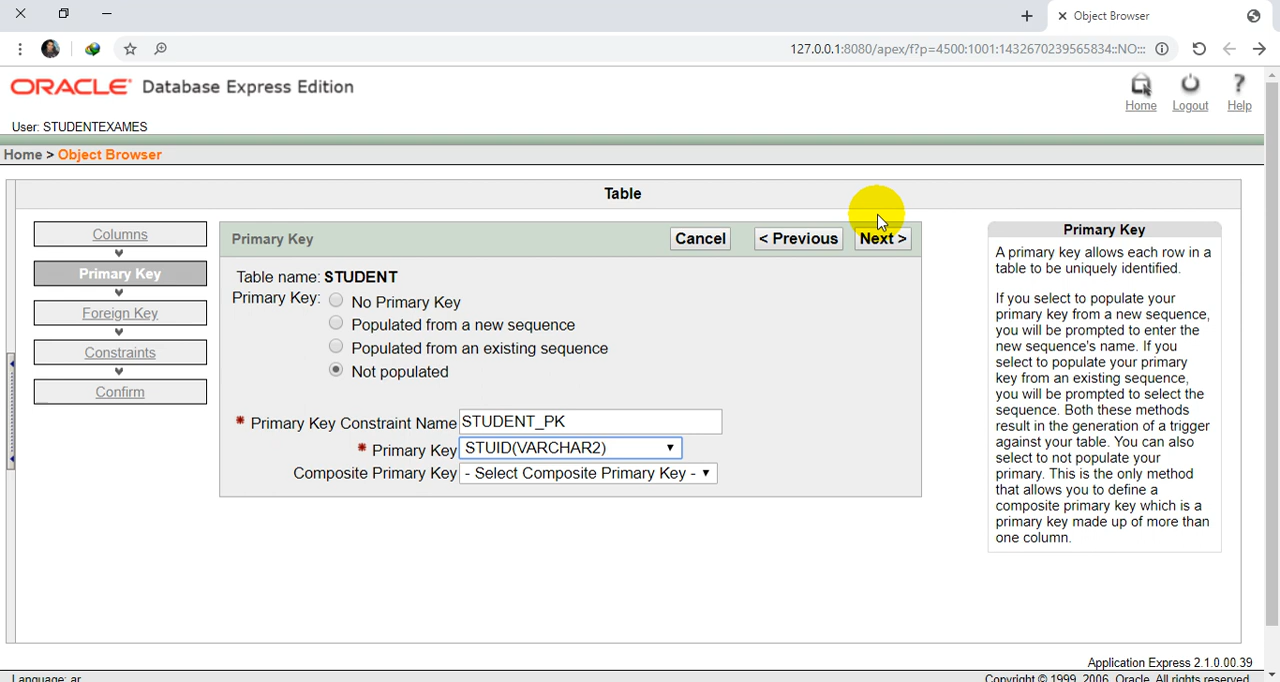 Object Browser
127.0.0.1:8080/apex/f?p=4500:1001:1432670239565834::NO:::
ORACLE® Database Express Edition
Home
Logout
Help
User: STUDENTEXAMES
Home > Object Browser
Table
Columns
Primary Key
Foreign Key
Constraints
Confirm
Primary Key
Cancel
< Previous
Next >
Table name: STUDENT
Primary Key:
No Primary Key
Populated from a new sequence
Populated from an existing sequence
Not populated
* Primary Key Constraint Name STUDENT_PK
* Primary Key STUID(VARCHAR2)
Composite Primary Key - Select Composite Primary Key -
Primary Key
A primary key allows each row in a
table to be uniquely identified.
If you select to populate your
primary key from a new sequence,
you will be prompted to enter the
new sequence's name. If you
select to populate your primary
key from an existing sequence,
you will be prompted to select the
sequence. Both these methods
result in the generation of a trigger
against your table. You can also
select to not populate your
primary. This is the only method
that allows you to define a
composite primary key which is a
primary key made up of more than
one column.
Application Express 2.1.0.00.39
Language: ar
Copyright © 1999, 2006, Oracle. All rights reserved.